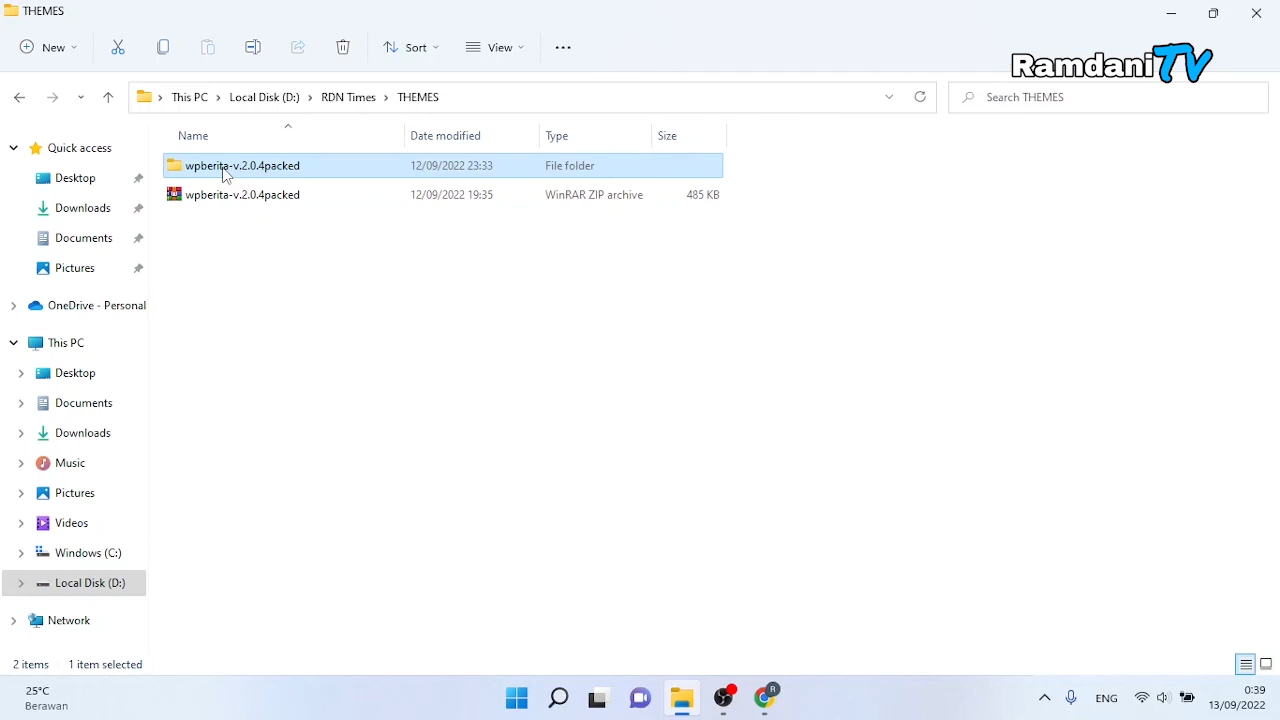 THEMES
New
Sort
View
RamdaniTV
This PC > Local Disk (D:) > RDN Times > THEMES
Search THEMES
Name Date modified Type Size
wpberita-v.2.0.4packed 12/09/2022 23:33 File folder
wpberita-v.2.0.4packed 12/09/2022 19:35 WinRAR ZIP archive 485 KB
Quick access
Desktop
Downloads
Documents
Pictures
OneDrive - Personal
This PC
Desktop
Documents
Downloads
Music
Pictures
Videos
Windows (C:)
Local Disk (D:)
Network
2 items 1 item selected
25°C
Berawan
R
ENG
0:39
13/09/2022